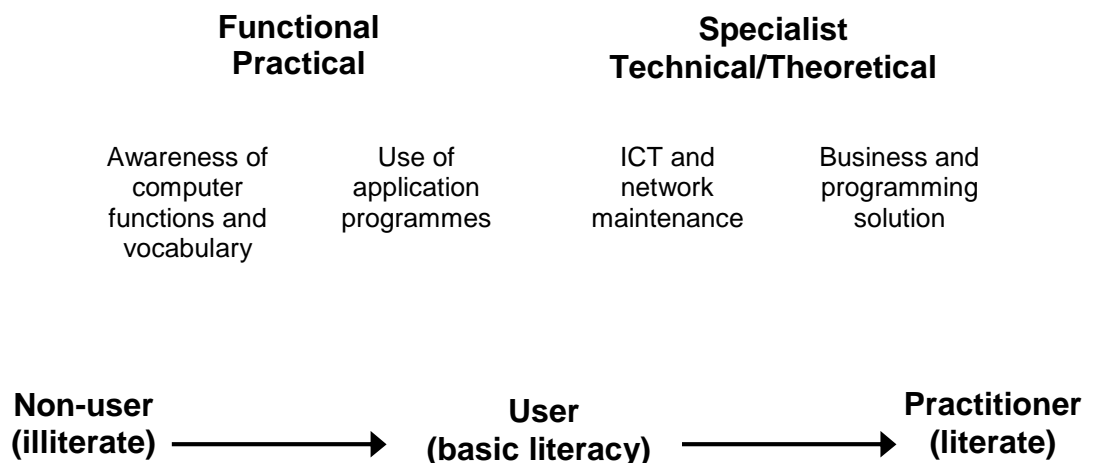 Functional
Practical
Specialist
Technical/Theoretical
Awareness of
computer
functions and
vocabulary
Use of
application
programmes
ICT and
network
maintenance
Business and
programming
solution
Non-user
(illiterate)
User
(basic literacy)
Practitioner
(literate)